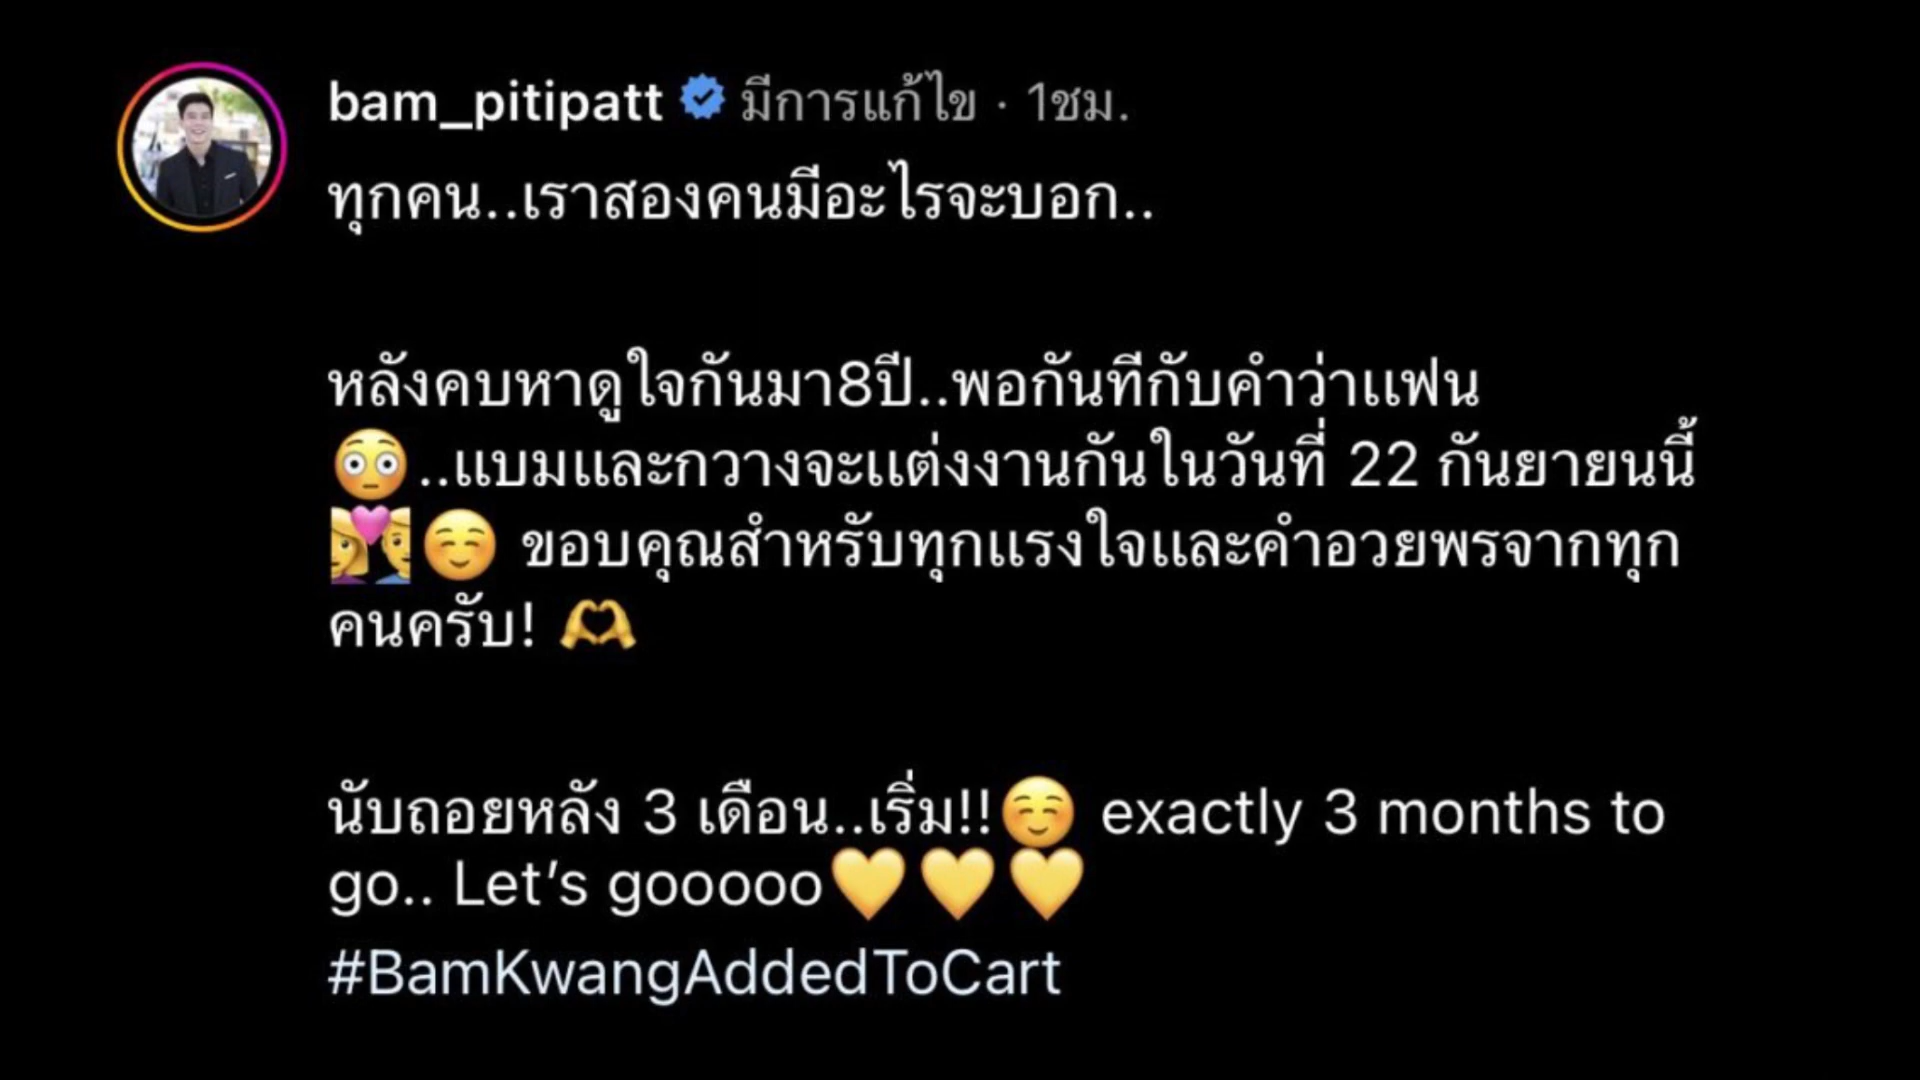 bam_pitipatt มีการแก้ไข · 1ชม.
ทุกคน..เราสองคนมีอะไรจะบอก..
หลังคบหาดูใจกันมา8ปี..พอกันทีกับคำว่าแฟน
😳..แบมและกวางจะแต่งงานกันในวันที่ 22 กันยายนนี้
💑☺️ ขอบคุณสำหรับทุกแรงใจและคำอวยพรจากทุก
คนครับ! 🫶
นับถอยหลัง 3 เดือน..เริ่ม!!☺️ exactly 3 months to
go.. Let’s gooooo💛💛💛
#BamKwangAddedToCart